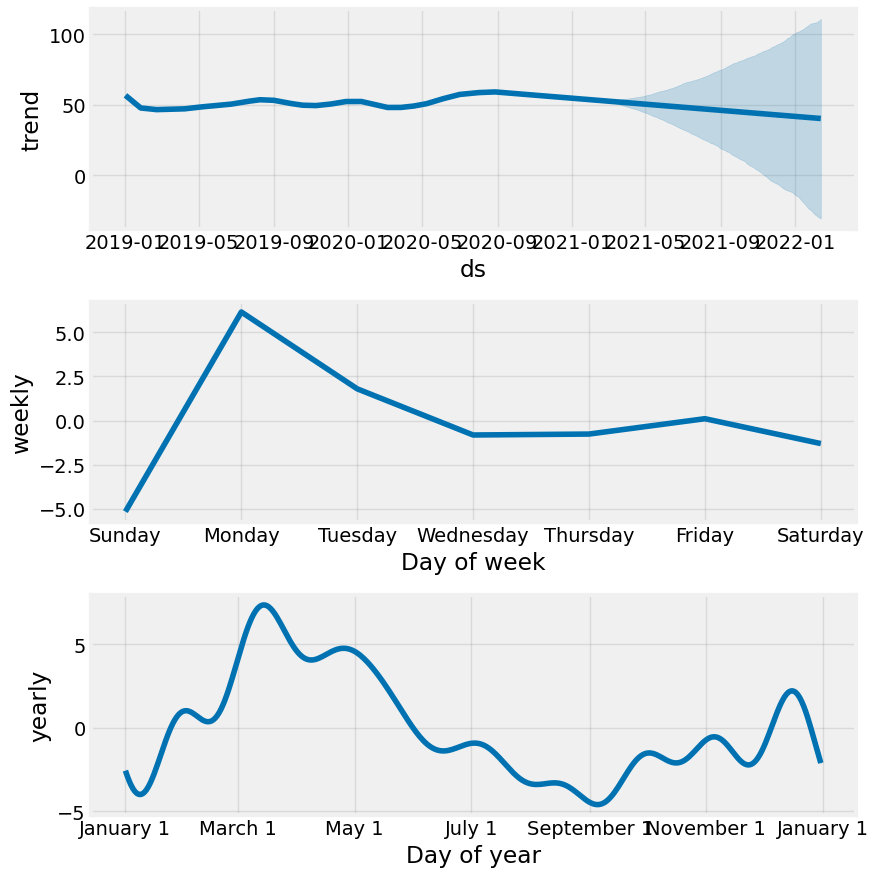 trend
100
50
0
2019-01 2019-05 2019-09 2020-01 2020-05 2020-09 2021-01 2021-05 2021-09 2022-01
ds
weekly
5.0
2.5
0.0
−2.5
−5.0
Sunday Monday Tuesday Wednesday Thursday Friday Saturday
Day of week
yearly
5
0
−5
January 1 March 1 May 1 July 1 September 1 November 1 January 1
Day of year